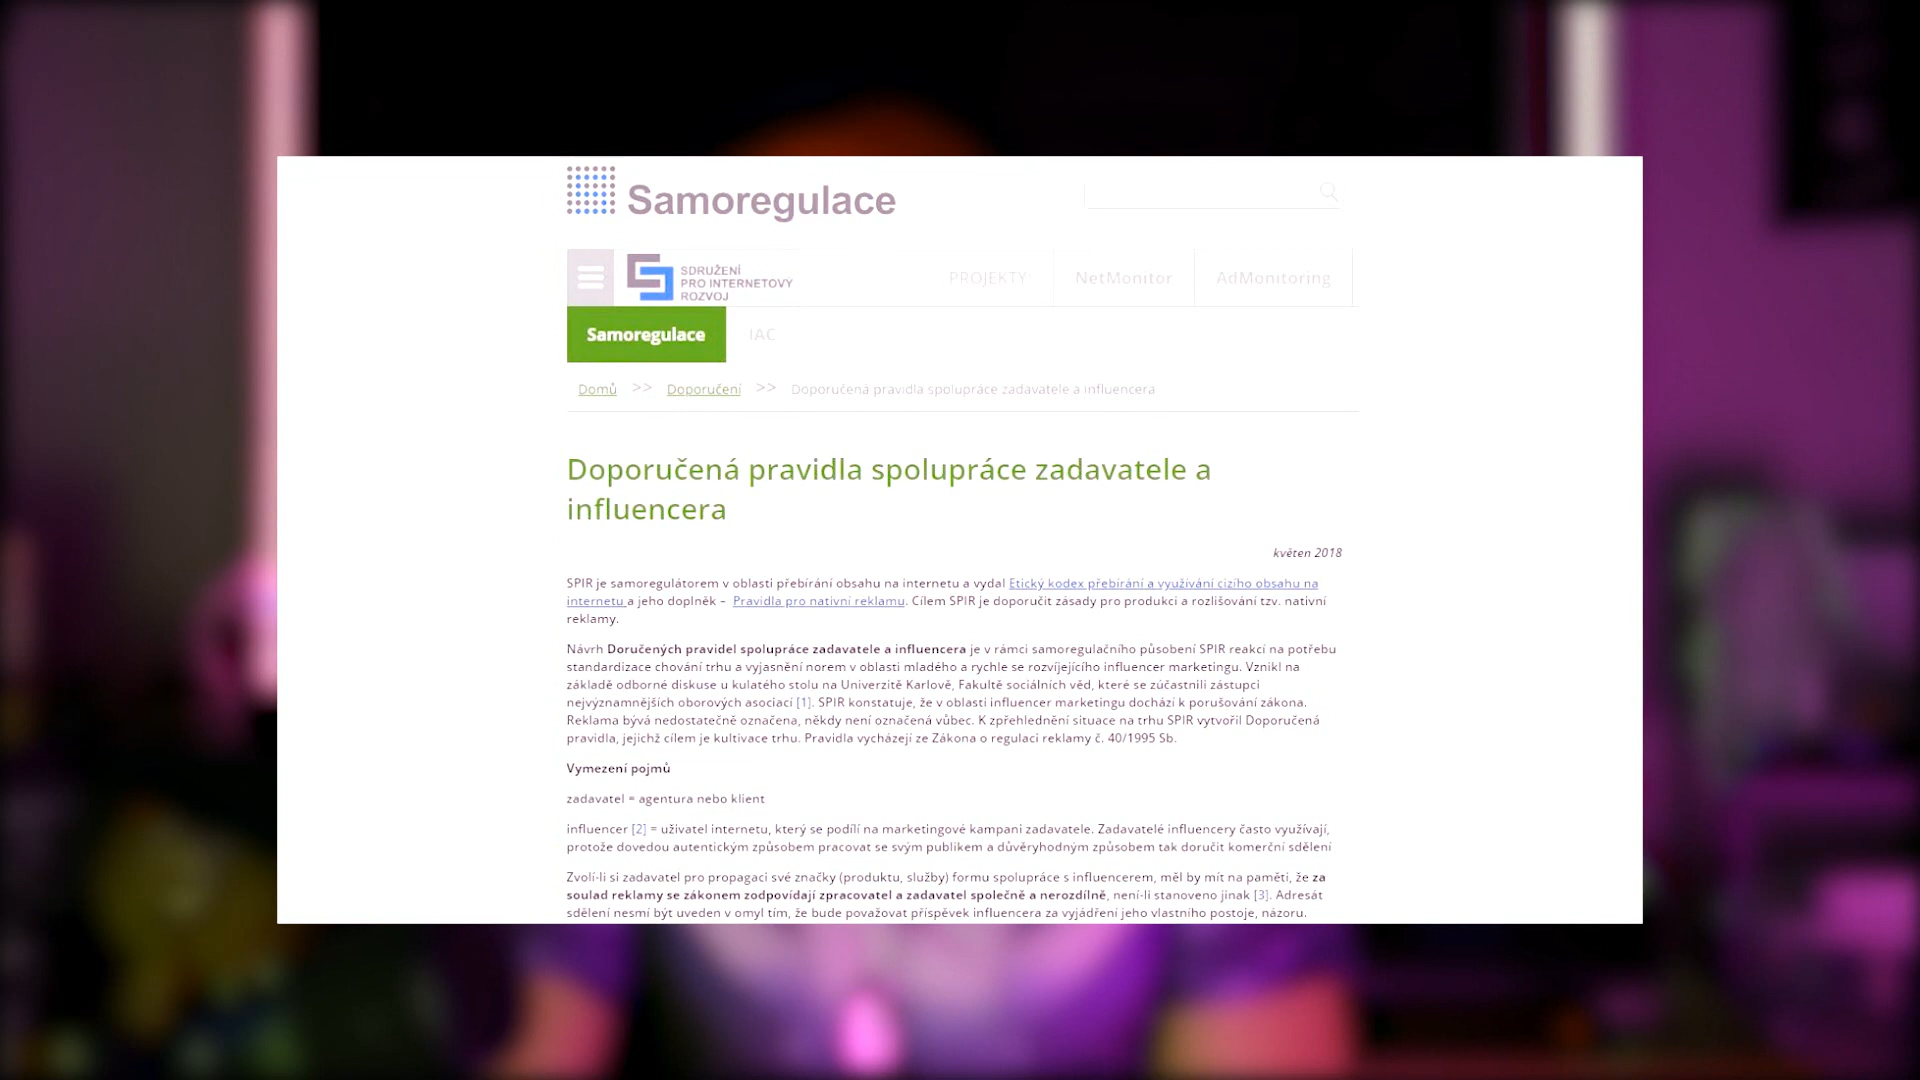 Samoregulace
SDRUŽENÍ
PRO INTERNETOVÝ
ROZVOJ
PROJEKTY
NetMonitor
AdMonitoring
Samoregulace
IAC
Domů >> Doporučení >> Doporučená pravidla spolupráce zadavatele a influencera
Doporučená pravidla spolupráce zadavatele a
influencera
květen 2018
SPIR je samoregulátorem v oblasti přebírání obsahu na internetu a vydal Etický kodex přebírání a využívání cizího obsahu na
internetu a jeho doplněk – Pravidla pro nativní reklamu. Cílem SPIR je doporučit zásady pro produkci a rozlišování tzv. nativní
reklamy.
Návrh Doručených pravidel spolupráce zadavatele a influencera je v rámci samoregulačního působení SPIR reakcí na potřebu
standardizace chování trhu a vyjasnění norem v oblasti mladého a rychle se rozvíjejícího influencer marketingu. Vznikl na
základě odborné diskuse u kulatého stolu na Univerzitě Karlově, Fakultě sociálních věd, které se zúčastnili zástupci
nejvýznamnějších oborových asociací [1]. SPIR konstatuje, že v oblasti influencer marketingu dochází k porušování zákona.
Reklama bývá nedostatečně označena, někdy není označená vůbec. K zpřehlednění situace na trhu SPIR vytvořil Doporučená
pravidla, jejichž cílem je kultivace trhu. Pravidla vycházejí ze Zákona o regulaci reklamy č. 40/1995 Sb.
Vymezení pojmů
zadavatel = agentura nebo klient
influencer [2] = uživatel internetu, který se podílí na marketingové kampani zadavatele. Zadavatelé influencery často využívají,
protože dovedou autentickým způsobem pracovat se svým publikem a důvěryhodným způsobem tak doručit komerční sdělení
Zvolí-li si zadavatel pro propagaci své značky (produktu, služby) formu spolupráce s influencerem, měl by mít na paměti, že za
soulad reklamy se zákonem zodpovídají zpracovatel a zadavatel společně a nerozdílně, není-li stanoveno jinak [3]. Adresát
sdělení nesmí být uveden v omyl tím, že bude považovat příspěvek influencera za vyjádření jeho vlastního postoje, názoru.